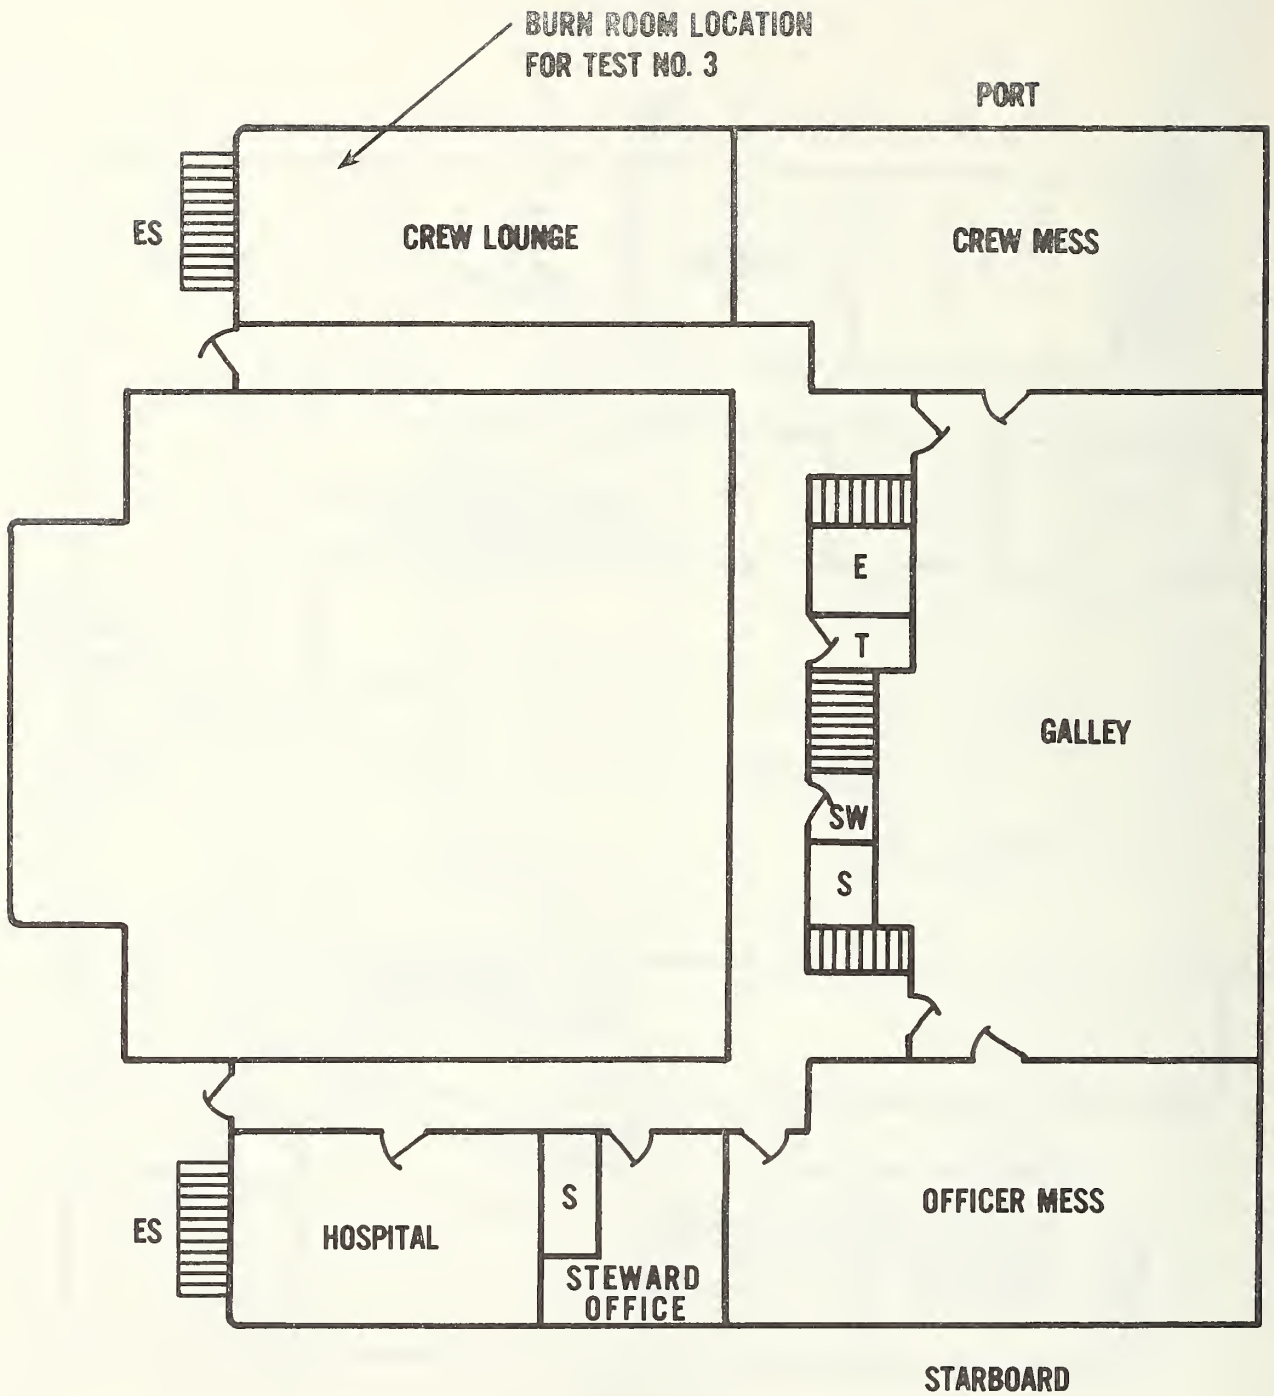 BURN ROOM LOCATION
FOR TEST NO. 3
PORT
ES
CREW LOUNGE
CREW MESS
E
T
GALLEY
SW
S
ES
HOSPITAL
S
STEWARD
OFFICE
OFFICER MESS
STARBOARD